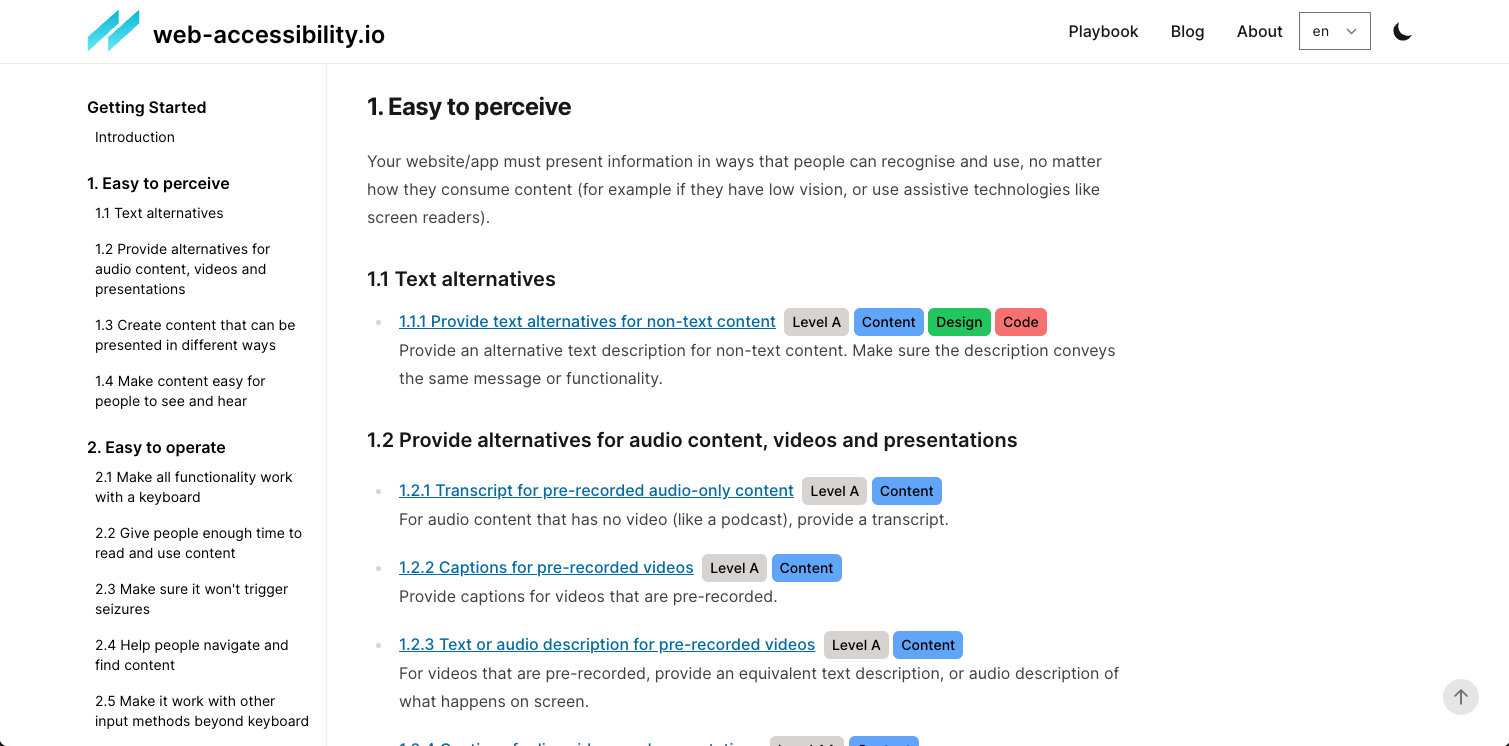 web-accessibility.io
Playbook
Blog
About
en
Getting Started
Introduction
1. Easy to perceive
1.1 Text alternatives
1.2 Provide alternatives for
audio content, videos and
presentations
1.3 Create content that can be
presented in different ways
1.4 Make content easy for
people to see and hear
2. Easy to operate
2.1 Make all functionality work
with a keyboard
2.2 Give people enough time to
read and use content
2.3 Make sure it won't trigger
seizures
2.4 Help people navigate and
find content
2.5 Make it work with other
input methods beyond keyboard
1. Easy to perceive
Your website/app must present information in ways that people can recognise and use, no matter
how they consume content (for example if they have low vision, or use assistive technologies like
screen readers).
1.1 Text alternatives
1.1.1 Provide text alternatives for non-text content Level A Content Design Code
Provide an alternative text description for non-text content. Make sure the description conveys
the same message or functionality.
1.2 Provide alternatives for audio content, videos and presentations
1.2.1 Transcript for pre-recorded audio-only content Level A Content
For audio content that has no video (like a podcast), provide a transcript.
1.2.2 Captions for pre-recorded videos Level A Content
Provide captions for videos that are pre-recorded.
1.2.3 Text or audio description for pre-recorded videos Level A Content
For videos that are pre-recorded, provide an equivalent text description, or audio description of
what happens on screen.